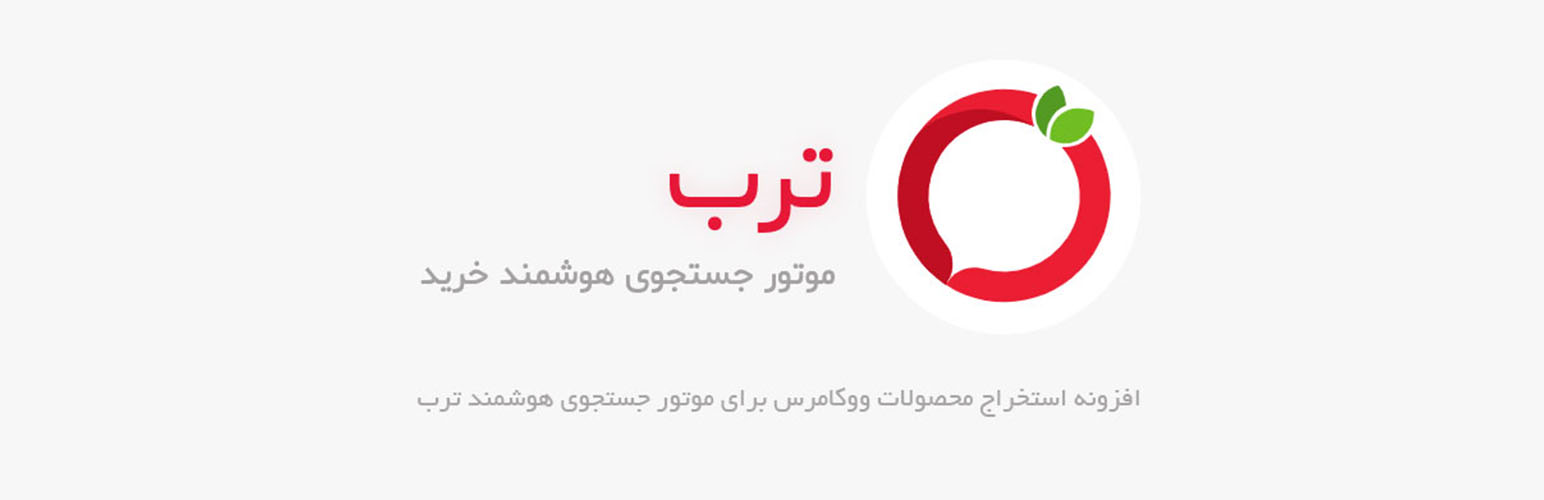 ترب
موتور جستجوی هوشمند خرید
افزونه استخراج محصولات ووکامرس برای موتور جستجوی هوشمند ترب